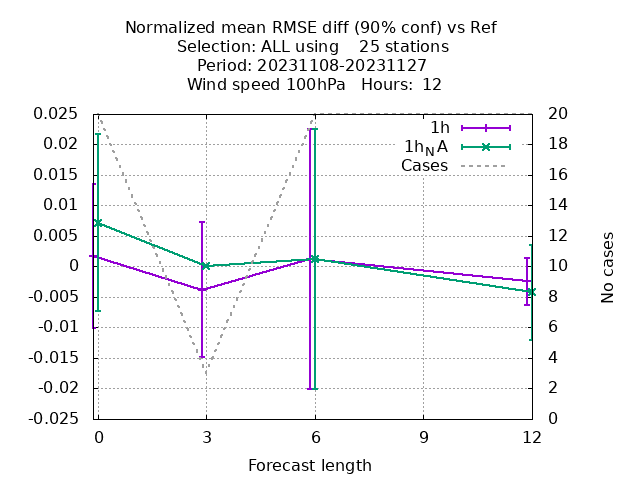 Normalized mean RMSE diff (90% conf) vs Ref
Selection: ALL using    25 stations
Period: 20231108-20231127
Wind speed 100hPa   Hours:  12
1h
1h_NA
Cases
0.025
0.02
0.015
0.01
0.005
0
-0.005
-0.01
-0.015
-0.02
-0.025
20
18
16
14
12
10
8
6
4
2
0
No cases
0 3 6 9 12
Forecast length